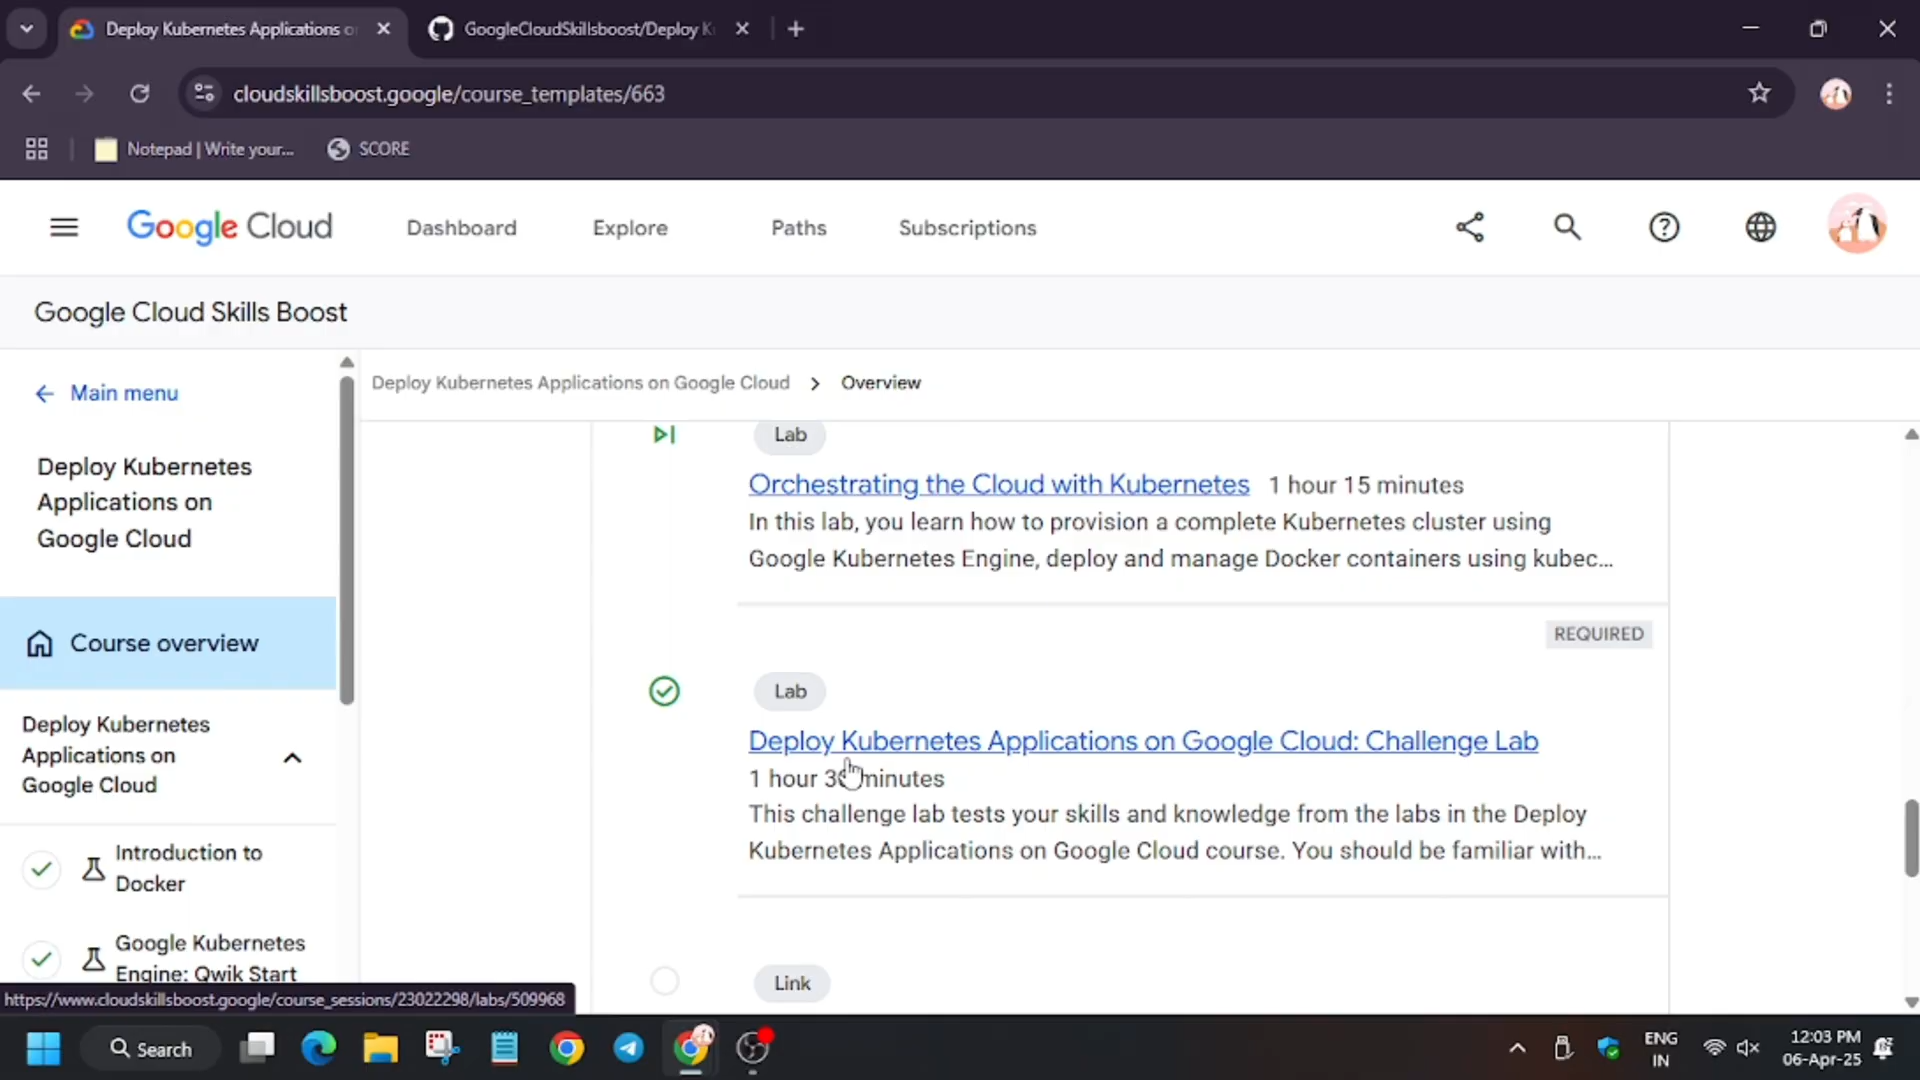 Deploy Kubernetes Applications o
GoogleCloudSkillsboost/Deploy K
cloudskillsboost.google/course_templates/663
Notepad | Write your...
SCORE
Google Cloud
Dashboard
Explore
Paths
Subscriptions
Google Cloud Skills Boost
Main menu
Deploy Kubernetes Applications on Google Cloud
Overview
Deploy Kubernetes
Applications on
Google Cloud
Course overview
Deploy Kubernetes
Applications on
Google Cloud
Introduction to
Docker
Google Kubernetes
Engine: Qwik Start
Lab
Orchestrating the Cloud with Kubernetes 1 hour 15 minutes
In this lab, you learn how to provision a complete Kubernetes cluster using
Google Kubernetes Engine, deploy and manage Docker containers using kubec...
REQUIRED
Lab
Deploy Kubernetes Applications on Google Cloud: Challenge Lab
1 hour minutes
This challenge lab tests your skills and knowledge from the labs in the Deploy
Kubernetes Applications on Google Cloud course. You should be familiar with...
Link
https://www.cloudskillsboost.google/course_sessions/23022298/labs/509968
Search
ENG
IN
12:03 PM
06-Apr-25